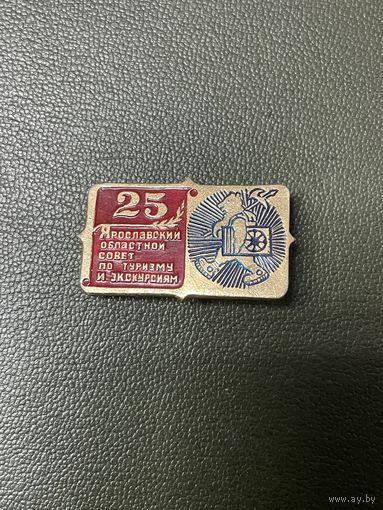 25
Ярославский
областной
совет
по туризму
и экскурсиям
www.ay.by